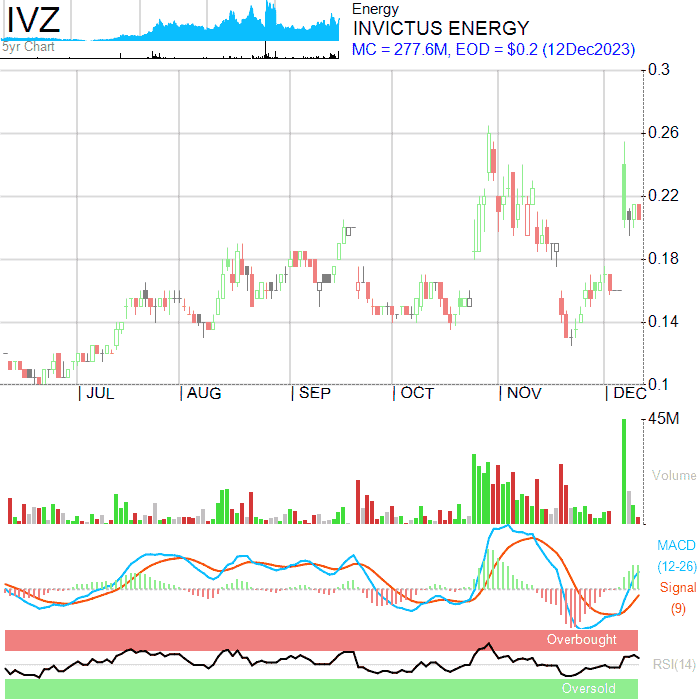 IVZ
5yr Chart
Energy
INVICTUS ENERGY
MC = 277.6M, EOD = $0.2 (12Dec2023)
0.3
0.26
0.22
0.18
0.14
0.1
| JUL | AUG | SEP | OCT | NOV | DEC
45M
Volume
MACD
(12-26)
Signal
(9)
Overbought
RSI(14)
Oversold